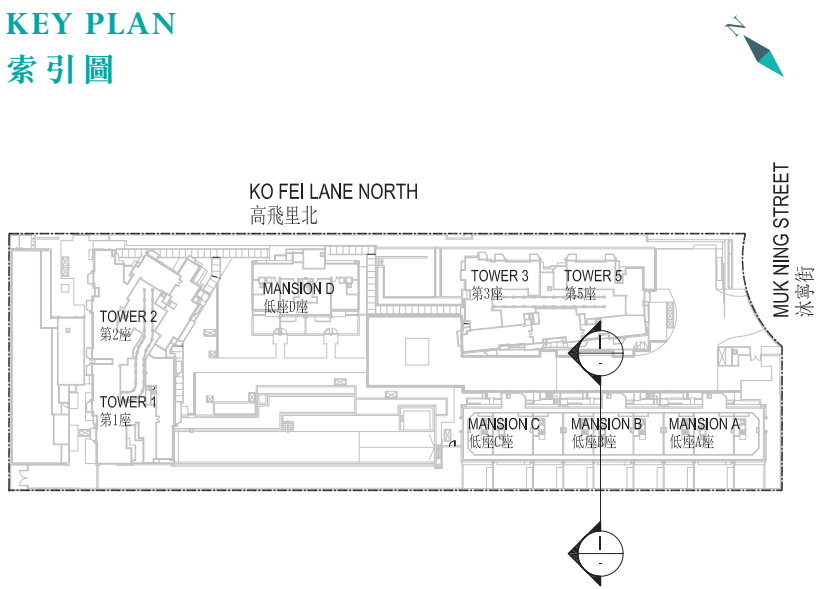 KEY PLAN
索引圖
N
KO FEI LANE NORTH
高飛里北
MUK NING STREET
沐寧街
MANSION D
低座D座
TOWER 3
第3座
TOWER 5
第5座
TOWER 2
第2座
TOWER 1
第1座
MANSION C
低座C座
MANSION B
低座B座
MANSION A
低座A座
I
-
I
-